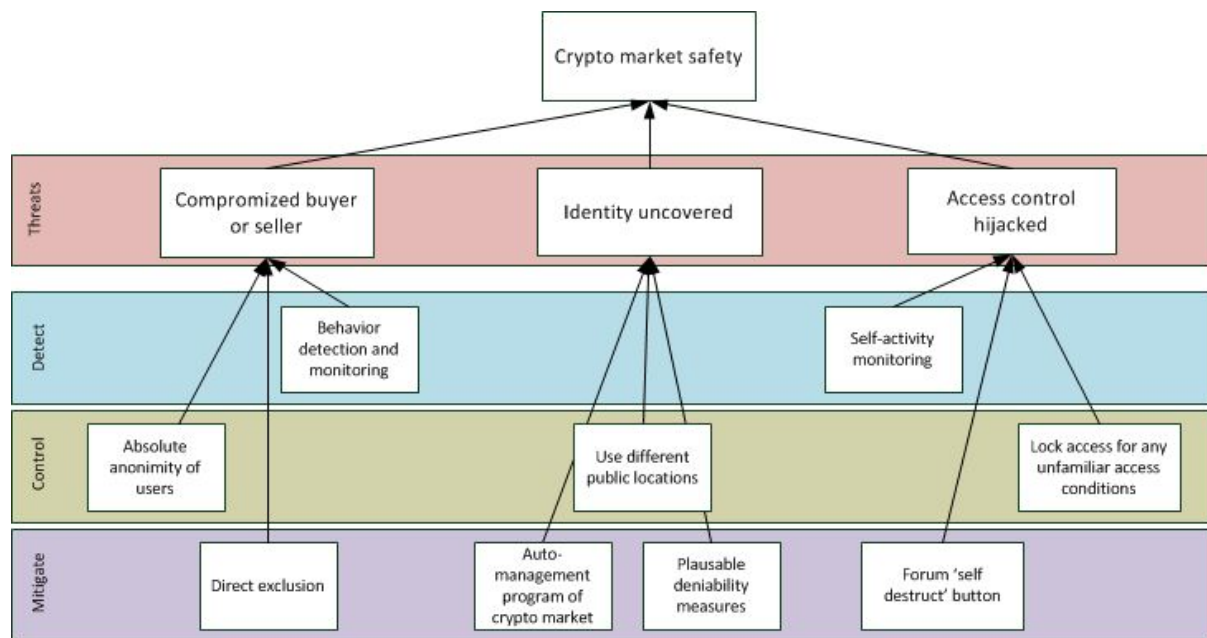 Crypto market safety
Threats
Compromized buyer
or seller
Identity uncovered
Access control
hijacked
Detect
Behavior
detection and
monitoring
Self-activity
monitoring
Control
Absolute
anonimity of
users
Use different
public locations
Lock access for any
unfamiliar access
conditions
Mitigate
Direct exclusion
Auto-
management
program of
crypto market
Plausable
deniability
measures
Forum ‘self
destruct’ button